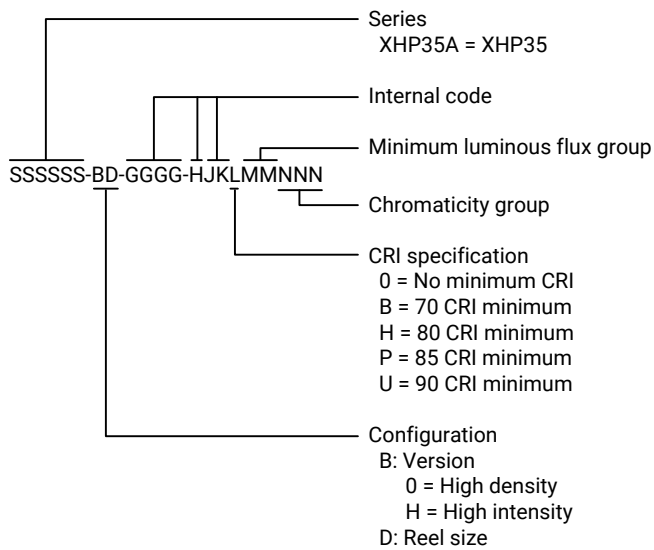 Series
XHP35A = XHP35
Internal code
Minimum luminous flux group
SSSSSS-BD-GGGG-HJKLMMNNN
Chromaticity group
CRI specification
0 = No minimum CRI
B = 70 CRI minimum
H = 80 CRI minimum
P = 85 CRI minimum
U = 90 CRI minimum
Configuration
B: Version
0 = High density
H = High intensity
D: Reel size